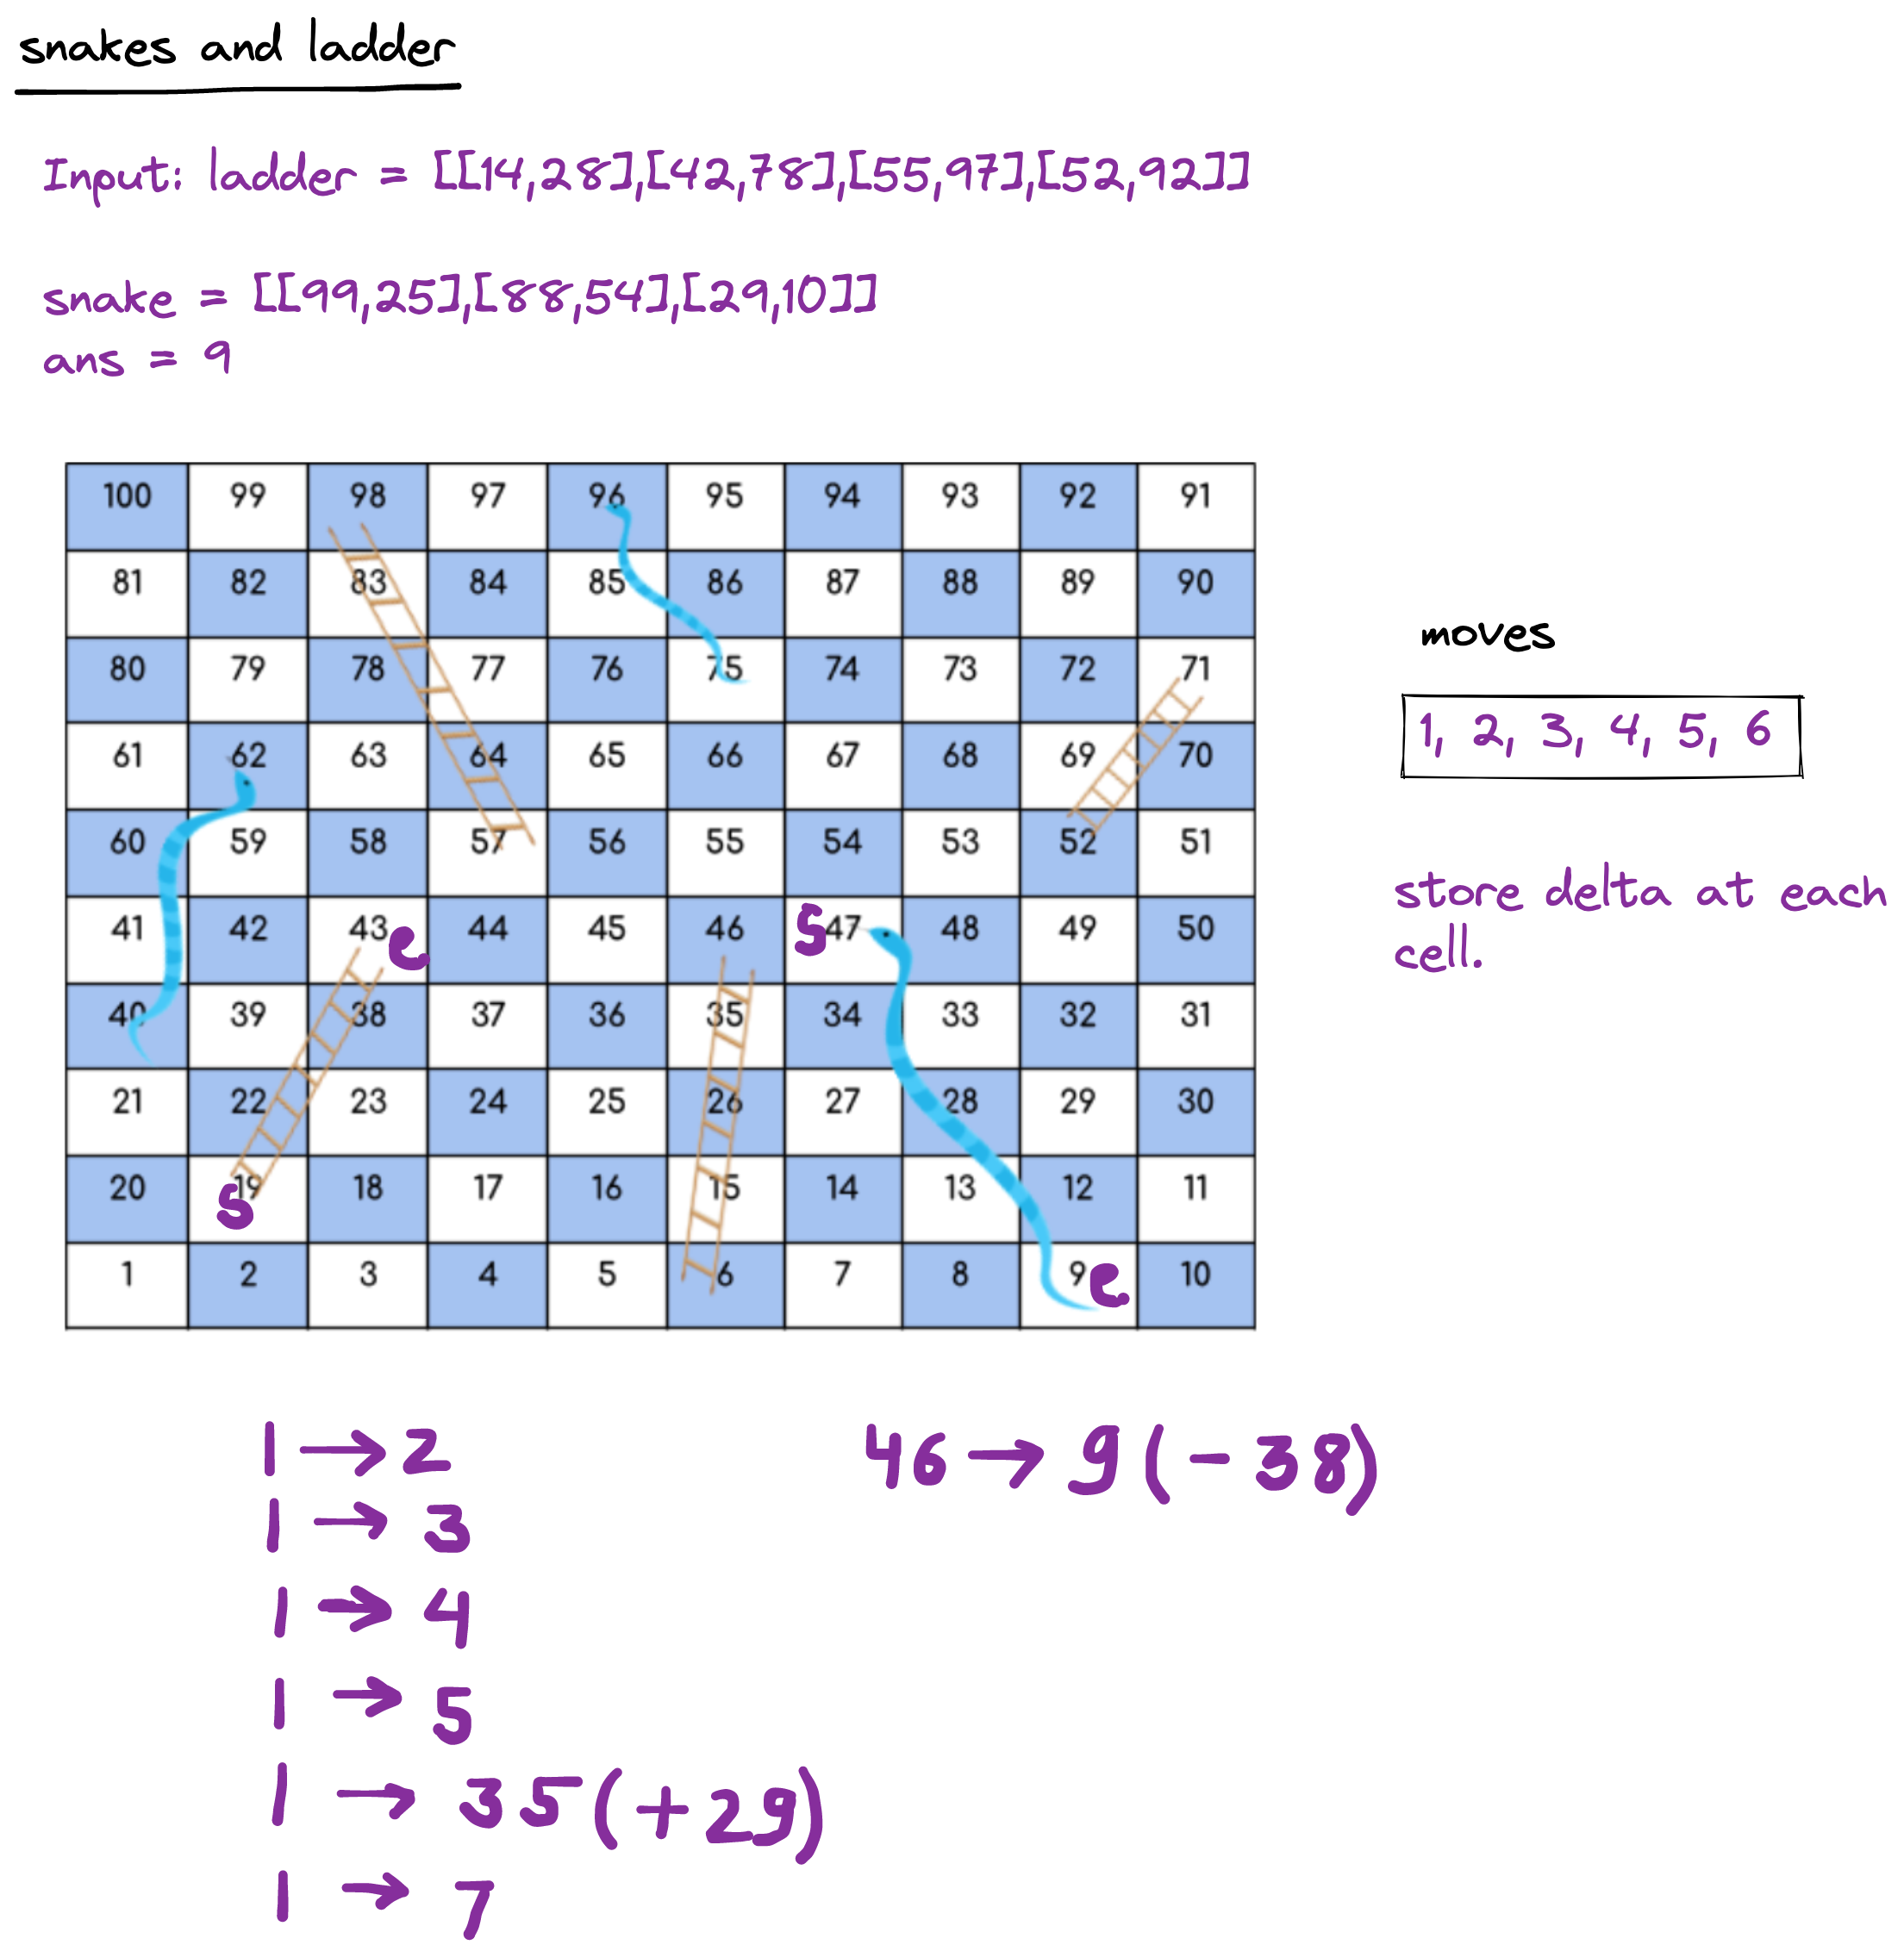 snakes and ladder
Input: ladder = [[14,28],[42,78],[55,97],[52,92]]
snake = [[99,25],[88,54],[29,10]]
ans = 9
100 99 98 97 96 95 94 93 92 91
81 82 83 84 85 86 87 88 89 90
80 79 78 77 76 75 74 73 72 71
61 62 63 64 65 66 67 68 69 70
60 59 58 57 56 55 54 53 52 51
41 42 43 e 44 45 46 s 47 48 49 50
40 39 38 37 36 35 34 33 32 31
21 22 23 24 25 26 27 28 29 30
20 s 19 18 17 16 15 14 13 12 11
1 2 3 4 5 6 7 8 9 e 10
moves
1, 2, 3, 4, 5, 6
store delta at each
cell.
1 → 2
1 → 3
1 → 4
1 → 5
1 → 35 (+29)
1 → 7
46 → 9 (-38)